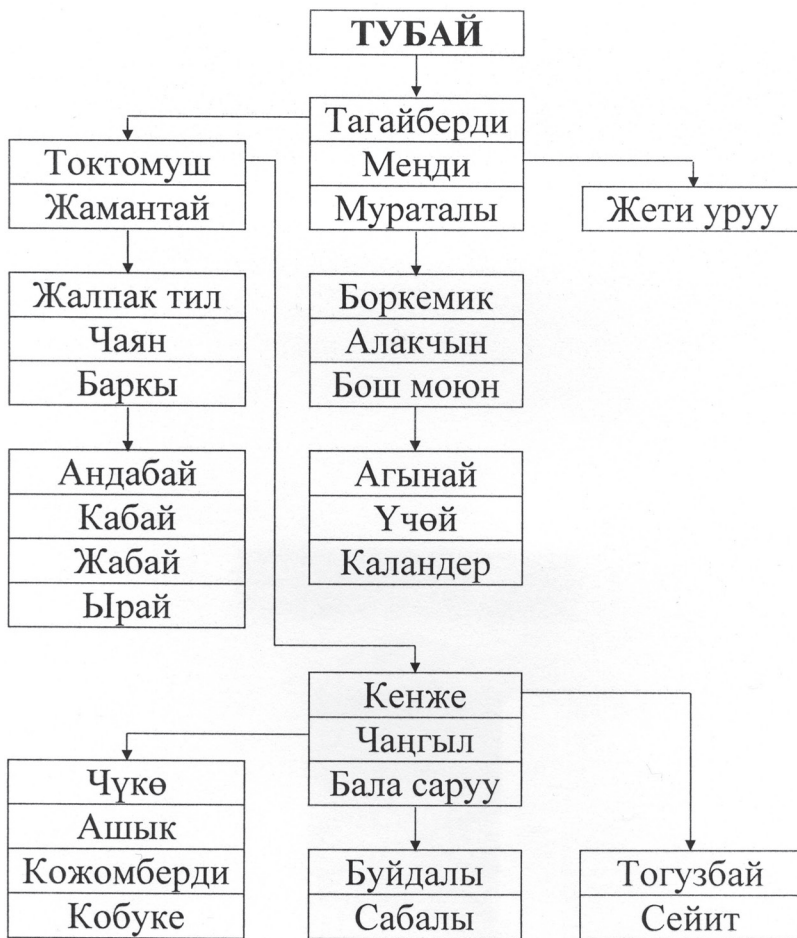 ТУБАЙ
Тагайберди
Меңди
Мураталы
Токтомуш
Жамантай
Жети уруу
Жалпак тил
Чаян
Баркы
Боркемик
Алакчын
Бош моюн
Андабай
Кабай
Жабай
Ырай
Агынай
Үчөй
Каландер
Кенже
Чаңгыл
Бала саруу
Чүкө
Ашык
Кожомберди
Кобуке
Буйдалы
Сабалы
Тогузбай
Сейит